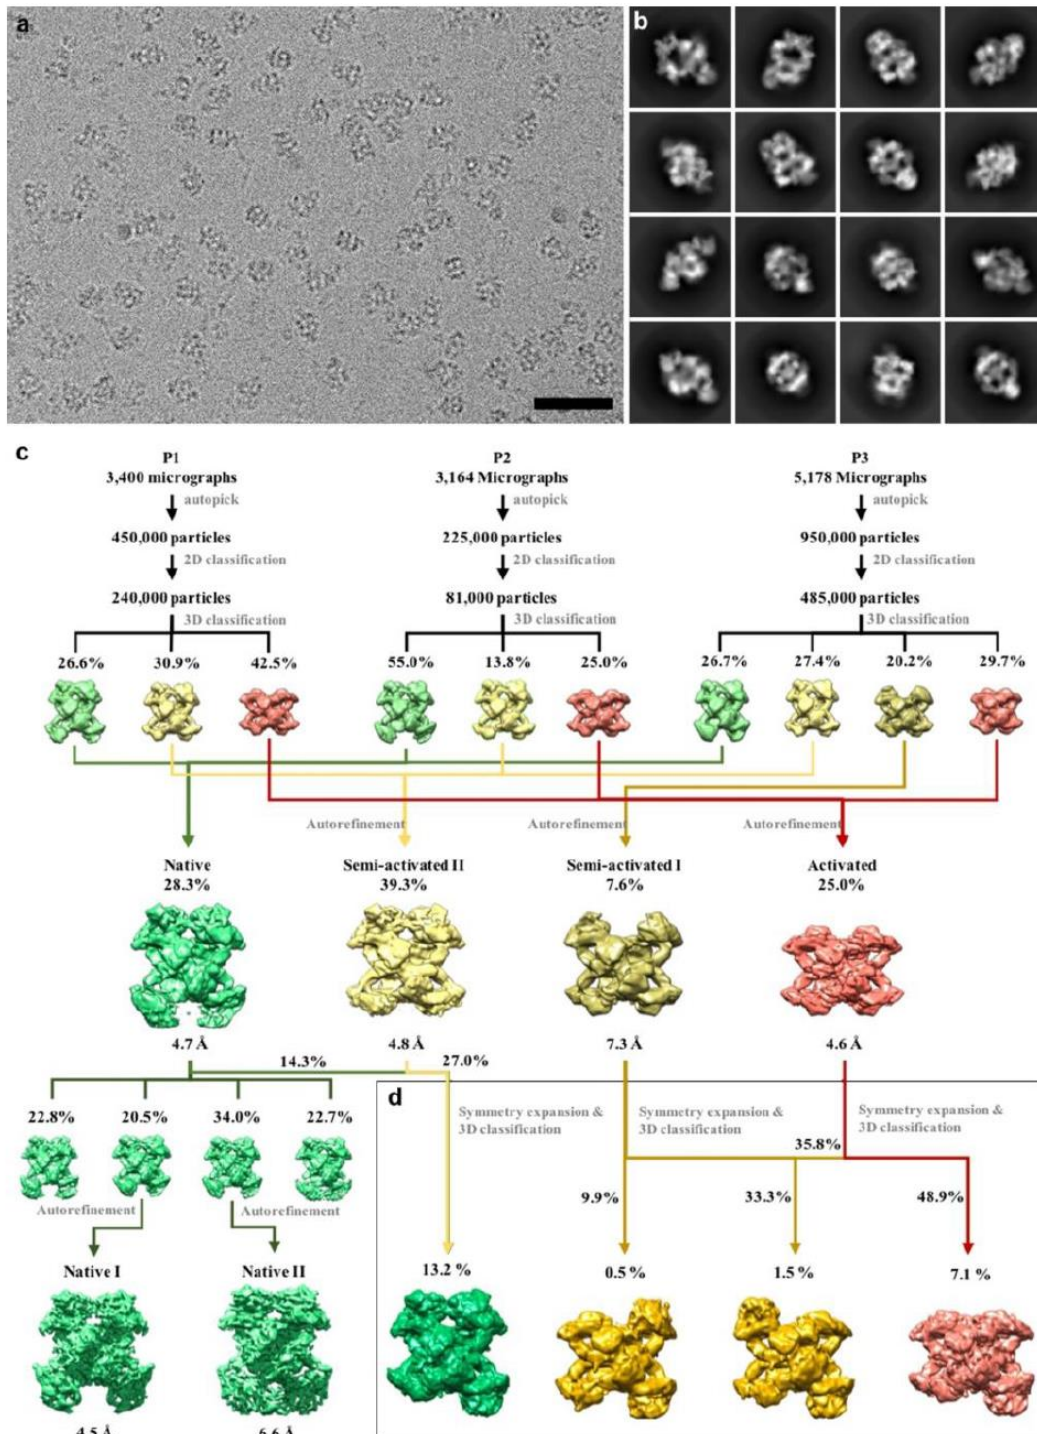 a
b
c
P1 P2 P3
3,400 micrographs 3,164 Micrographs 5,178 Micrographs
autopick autopick autopick
450,000 particles 225,000 particles 950,000 particles
2D classification 2D classification 2D classification
240,000 particles 81,000 particles 485,000 particles
3D classification 3D classification 3D classification
26.6% 30.9% 42.5% 55.0% 13.8% 25.0% 26.7% 27.4% 20.2% 29.7%
Autorefinement Autorefinement Autorefinement
Native Semi-activated II Semi-activated I Activated
28.3% 39.3% 7.6% 25.0%
4.7 Å 4.8 Å 7.3 Å 4.6 Å
14.3% 27.0%
22.8% 20.5% 34.0% 22.7%
Autorefinement Autorefinement
Native I Native II
4.5 Å 6.6 Å
d
Symmetry expansion &
3D classification
Symmetry expansion &
3D classification
Symmetry expansion &
3D classification
35.8%
9.9% 33.3% 48.9%
13.2 % 0.5 % 1.5 % 7.1 %